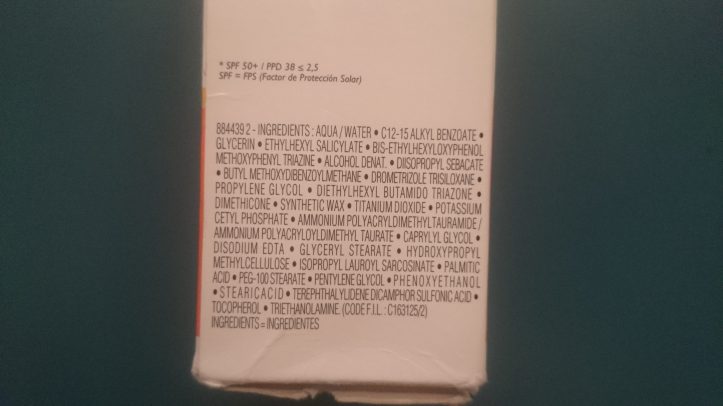 * SPF 50+ / PPD 38 ≤ 2,5
SPF = FPS (Factor de Protección Solar)
884439 2 - INGREDIENTS : AQUA / WATER • C12-15 ALKYL BENZOATE •
GLYCERIN • ETHYLHEXYL SALICYLATE • BIS-ETHYLHEXYLOXYPHENOL
METHOXYPHENYL TRIAZINE • ALCOHOL DENAT. • DIISOPROPYL SEBACATE
• BUTYL METHOXYDIBENZOYLMETHANE • DROMETRIZOLE TRISILOXANE •
PROPYLENE GLYCOL • DIETHYLHEXYL BUTAMIDO TRIAZONE •
DIMETHICONE • SYNTHETIC WAX • TITANIUM DIOXIDE • POTASSIUM
CETYL PHOSPHATE • AMMONIUM POLYACRYLDIMETHYLTAURAMIDE /
AMMONIUM POLYACRYLOYLDIMETHYL TAURATE • CAPRYLYL GLYCOL •
DISODIUM EDTA • GLYCERYL STEARATE • HYDROXYPROPYL
METHYLCELLULOSE • ISOPROPYL LAUROYL SARCOSINATE • PALMITIC
ACID • PEG-100 STEARATE • PENTYLENE GLYCOL • PHENOXYETHANOL
• STEARIC ACID • TEREPHTHALYLIDENE DICAMPHOR SULFONIC ACID •
TOCOPHEROL • TRIETHANOLAMINE. (CODE F.I.L. : C163125/2)
INGREDIENTS = INGREDIENTES